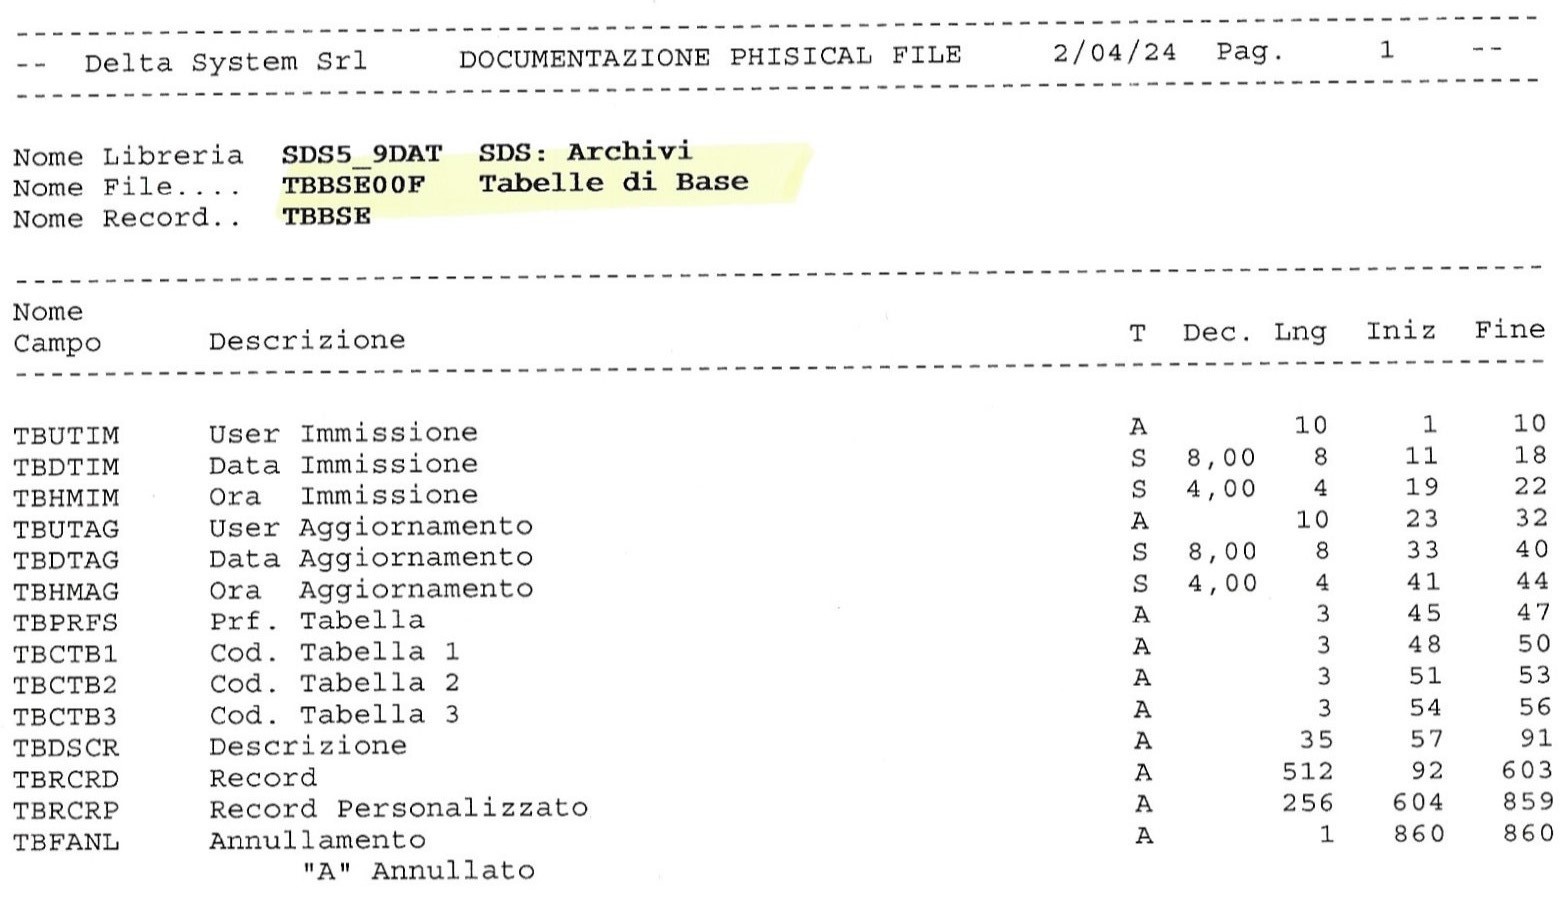 -- Delta System Srl DOCUMENTAZIONE PHISICAL FILE 2/04/24 Pag. 1 --
Nome Libreria SDS5_9DAT SDS: Archivi
Nome File.... TBBSE00F Tabelle di Base
Nome Record.. TBBSE
Nome
Campo Descrizione T Dec. Lng Iniz Fine
TBUTIM User Immissione A 10 1 10
TBDTIM Data Immissione S 8,00 8 11 18
TBHMIM Ora Immissione S 4,00 4 19 22
TBUTAG User Aggiornamento A 10 23 32
TBDTAG Data Aggiornamento S 8,00 8 33 40
TBHMAG Ora Aggiornamento S 4,00 4 41 44
TBPRFS Prf. Tabella A 3 45 47
TBCTB1 Cod. Tabella 1 A 3 48 50
TBCTB2 Cod. Tabella 2 A 3 51 53
TBCTB3 Cod. Tabella 3 A 3 54 56
TBDSCR Descrizione A 35 57 91
TBRCRD Record A 512 92 603
TBRCRP Record Personalizzato A 256 604 859
TBFANL Annullamento A 1 860 860
"A" Annullato